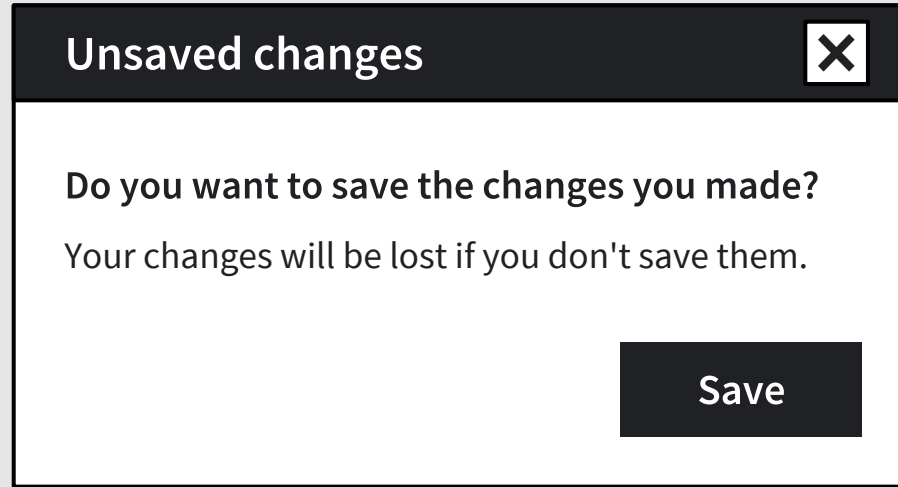 Unsaved changes
Do you want to save the changes you made?
Your changes will be lost if you don't save them.
Save